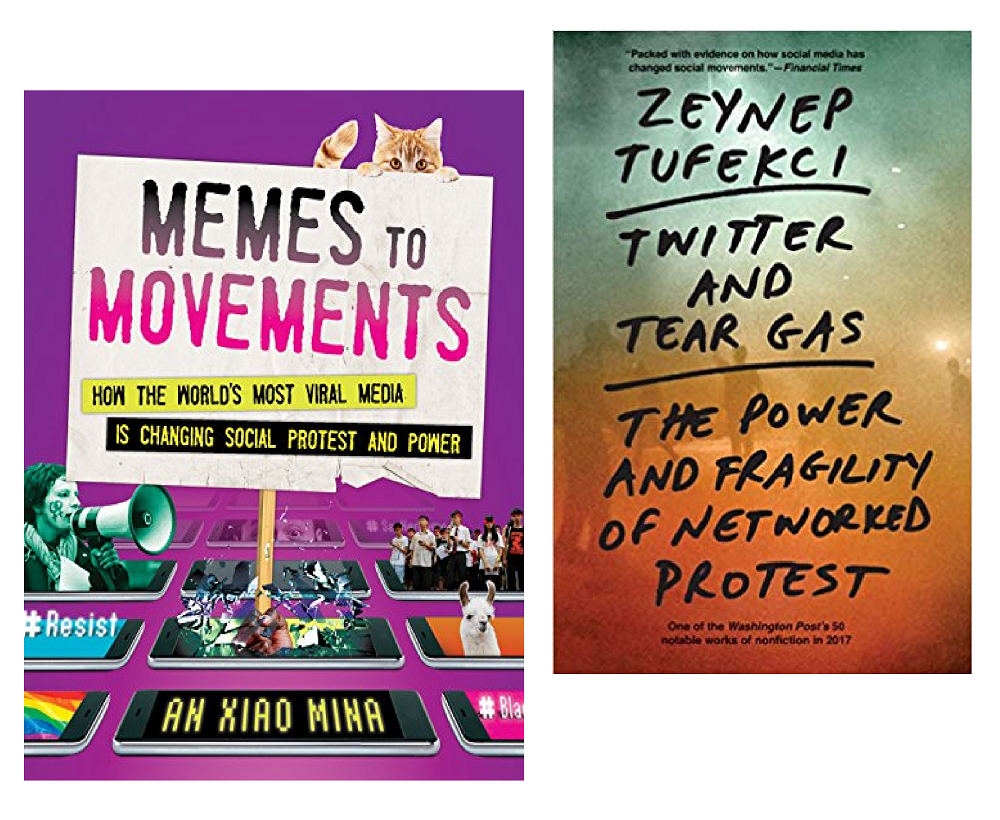 MEMES TO
MOVEMENTS
HOW THE WORLD'S MOST VIRAL MEDIA
IS CHANGING SOCIAL PROTEST AND POWER
#Resist
AN XIAO MINA
"Packed with evidence on how social media has
changed social movements."—Financial Times
ZEYNEP
TUFEKCI
TWITTER
AND
TEAR GAS
THE POWER
AND FRAGILITY
OF NETWORKED
PROTEST
One of the Washington Post's 50
notable works of nonfiction in 2017